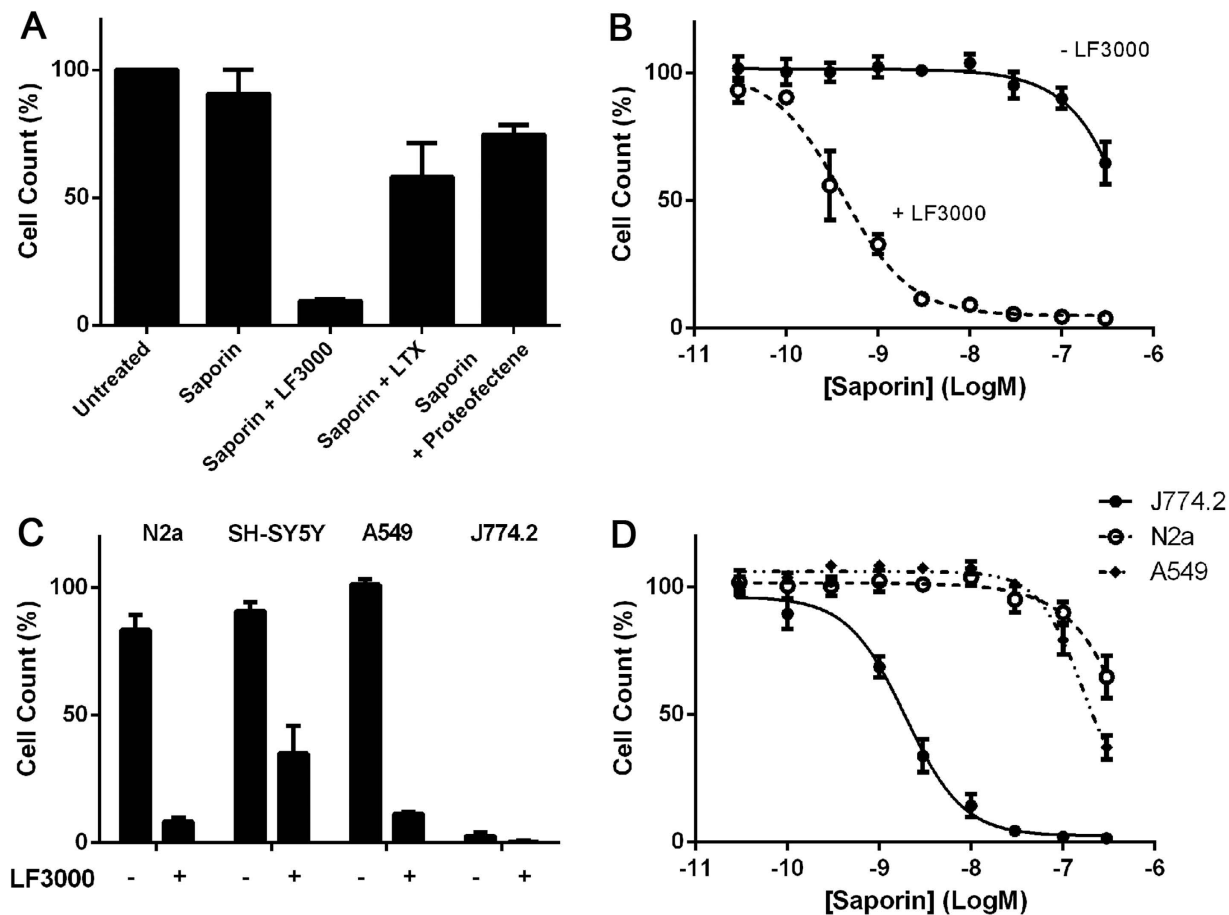 A
Cell Count (%)
100
50
0
Untreated
Saporin
Saporin + LF3000
Saporin + LTX
Saporin
+ Proteofectene
B
Cell Count (%)
100
50
0
- LF3000
+ LF3000
-11 -10 -9 -8 -7 -6
[Saporin] (LogM)
C
N2a SH-SY5Y A549 J774.2
Cell Count (%)
100
50
0
LF3000 - + - + - + - +
D
J774.2
N2a
A549
Cell Count (%)
100
50
0
-11 -10 -9 -8 -7 -6
[Saporin] (LogM)